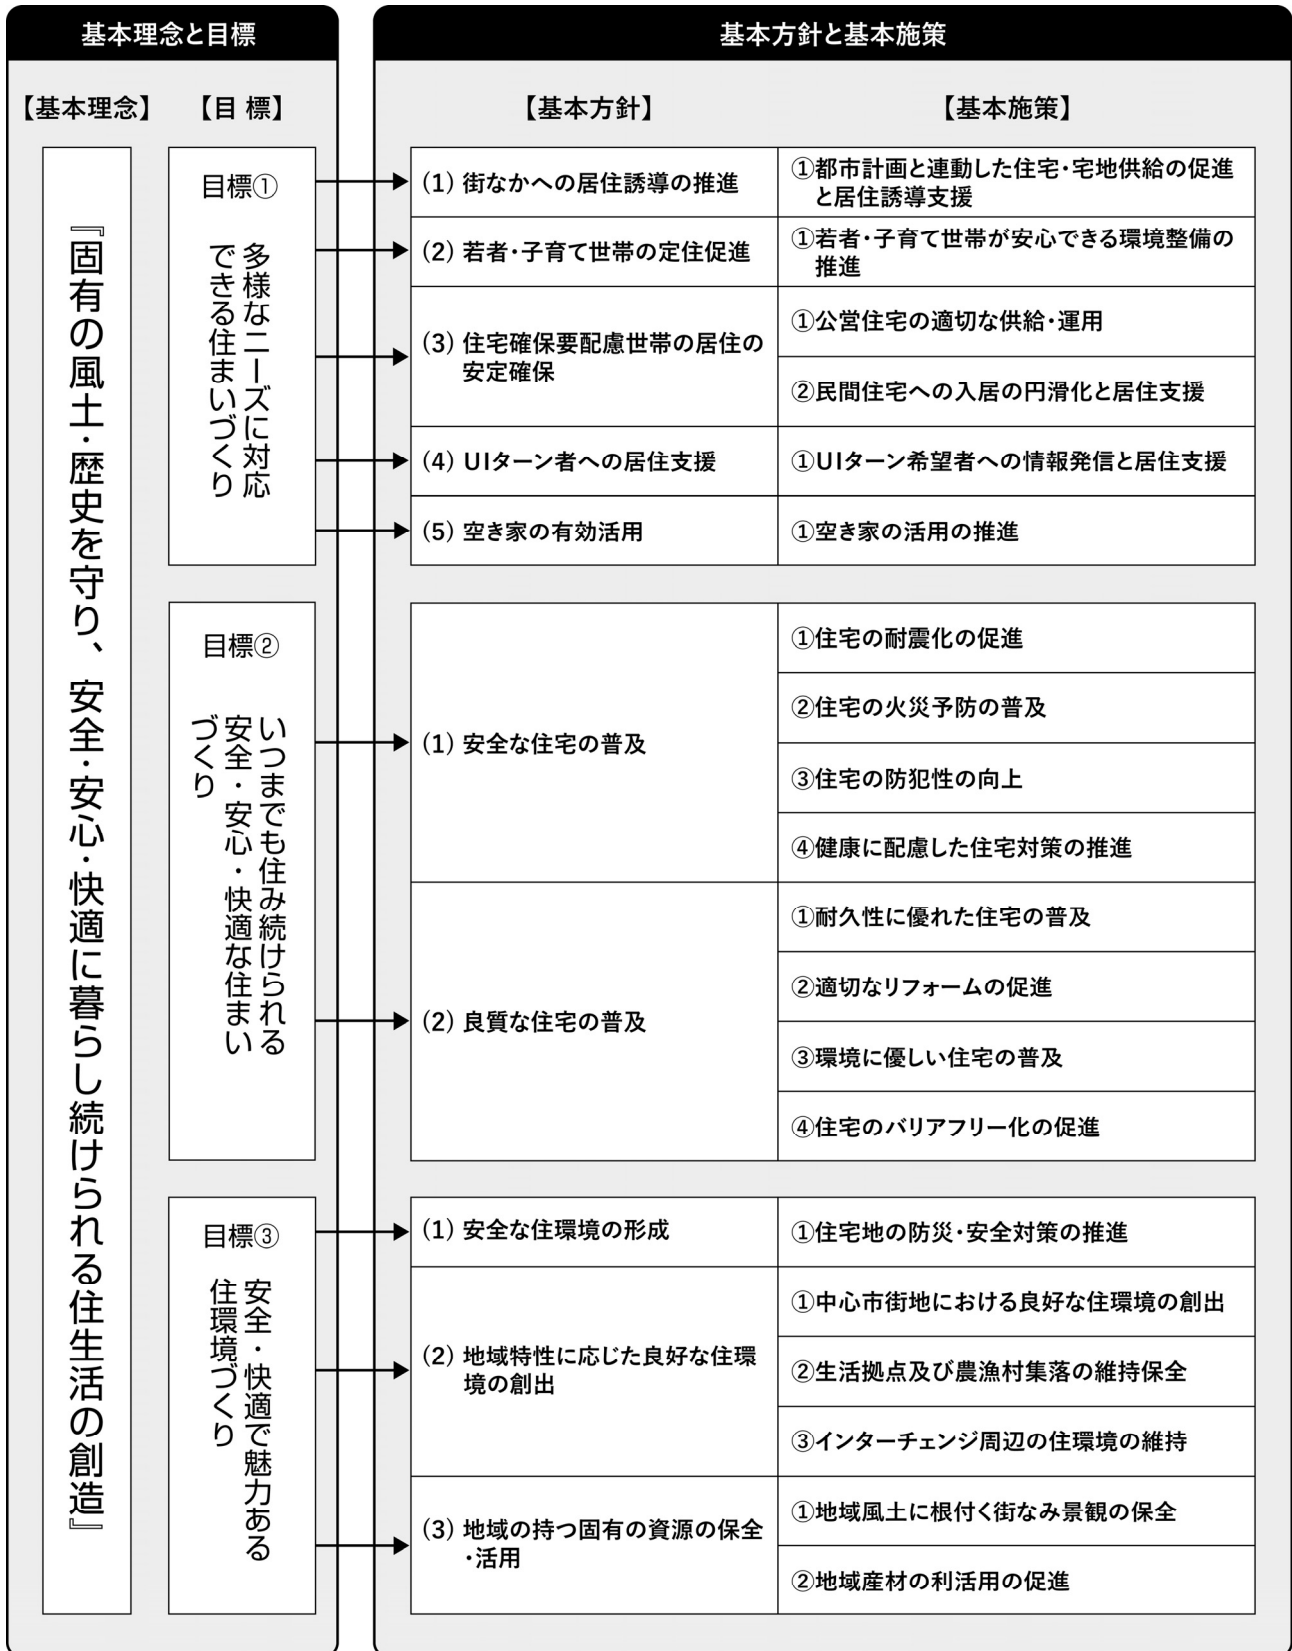 基本理念と目標
【基本理念】
【目 標】
『固有の風土・歴史を守り、安全・安心・快適に暮らし続けられる住生活の創造』
目標①
多様なニーズに対応
できる住まいづくり
目標②
いつまでも住み続けられる
安全・安心・快適な住まい
づくり
目標③
安全・快適で魅力ある
住環境づくり
基本方針と基本施策
【基本方針】
【基本施策】
(1) 街なかへの居住誘導の推進
①都市計画と連動した住宅・宅地供給の促進
と居住誘導支援
(2) 若者・子育て世帯の定住促進
①若者・子育て世帯が安心できる環境整備の
推進
(3) 住宅確保要配慮世帯の居住の
安定確保
①公営住宅の適切な供給・運用
②民間住宅への入居の円滑化と居住支援
(4) UIターン者への居住支援
①UIターン希望者への情報発信と居住支援
(5) 空き家の有効活用
①空き家の活用の推進
(1) 安全な住宅の普及
①住宅の耐震化の促進
②住宅の火災予防の普及
③住宅の防犯性の向上
④健康に配慮した住宅対策の推進
(2) 良質な住宅の普及
①耐久性に優れた住宅の普及
②適切なリフォームの促進
③環境に優しい住宅の普及
④住宅のバリアフリー化の促進
(1) 安全な住環境の形成
①住宅地の防災・安全対策の推進
(2) 地域特性に応じた良好な住環
境の創出
①中心市街地における良好な住環境の創出
②生活拠点及び農漁村集落の維持保全
③インターチェンジ周辺の住環境の維持
(3) 地域の持つ固有の資源の保全
・活用
①地域風土に根付く街なみ景観の保全
②地域産材の利活用の促進